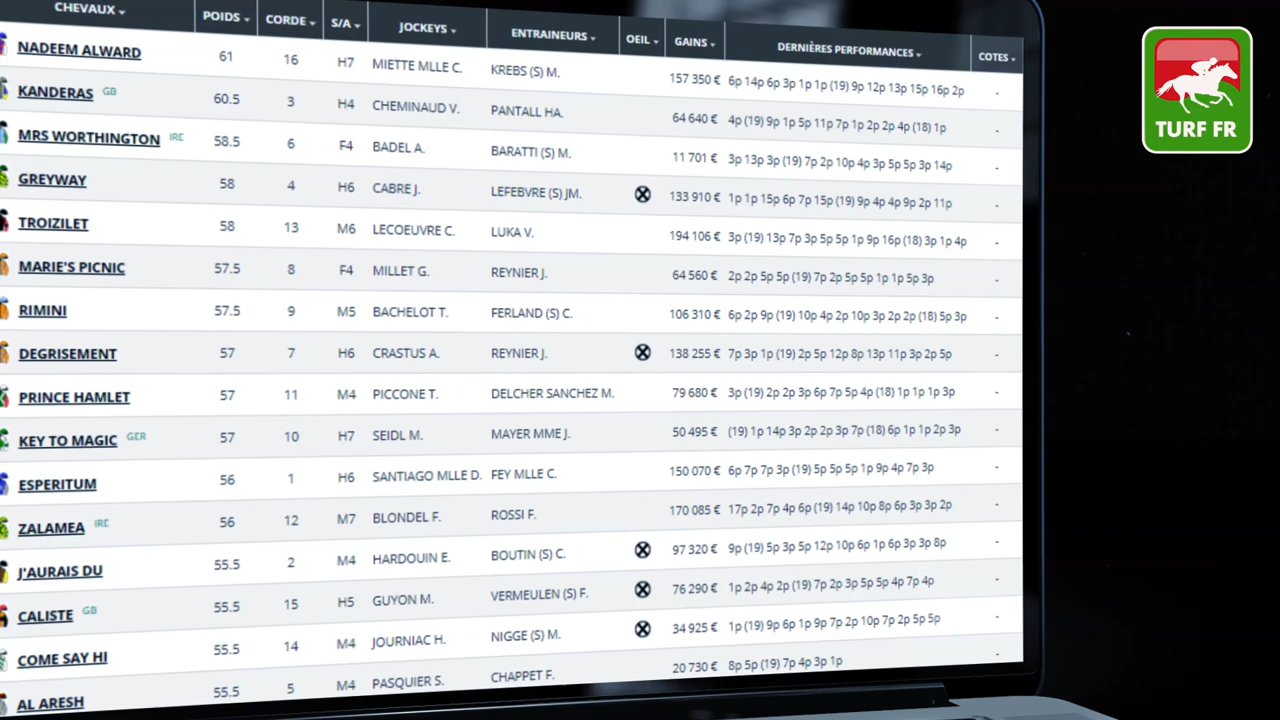 CHEVAUX POIDS CORDE S/A JOCKEYS ENTRAINEURS OEIL GAINS DERNIÈRES PERFORMANCES COTES
NADEEM ALWARD 61 16 H7 MIETTE MLLE C. KREBS (S) M. 157 350 € 6p 14p 6p 3p 1p 1p (19) 9p 12p 13p 15p 16p 2p -
KANDERAS GB 60.5 3 H4 CHEMINAUD V. PANTALL HA. 64 640 € 4p (19) 9p 1p 5p 11p 7p 1p 2p 2p 4p (18) 1p -
MRS WORTHINGTON IRE 58.5 6 F4 BADEL A. BARATTI (S) M. 11 701 € 3p 13p 3p (19) 7p 2p 10p 4p 3p 5p 5p 3p 14p -
GREYWAY 58 4 H6 CABRE J. LEFEBVRE (S) JM. 133 910 € 1p 1p 15p 6p 7p 15p (19) 9p 4p 4p 9p 2p 11p -
TROIZILET 58 13 M6 LECOEUVRE C. LUKA V. 194 106 € 3p (19) 13p 7p 3p 5p 5p 1p 9p 16p (18) 3p 1p 4p -
MARIE'S PICNIC 57.5 8 F4 MILLET G. REYNIER J. 64 560 € 2p 2p 5p 5p (19) 7p 2p 5p 5p 1p 1p 5p 3p -
RIMINI 57.5 9 M5 BACHELOT T. FERLAND (S) C. 106 310 € 6p 2p 9p (19) 10p 4p 2p 10p 3p 2p 2p (18) 5p 3p -
DEGRISEMENT 57 7 H6 CRASTUS A. REYNIER J. 138 255 € 7p 3p 1p (19) 2p 5p 12p 8p 13p 11p 3p 2p 5p -
PRINCE HAMLET 57 11 M4 PICCONE T. DELCHER SANCHEZ M. 79 680 € 3p (19) 2p 2p 3p 6p 7p 5p 4p (18) 1p 1p 1p 3p -
KEY TO MAGIC GER 57 10 H7 SEIDL M. MAYER MME J. 50 495 € (19) 1p 14p 3p 2p 2p 3p 7p (18) 6p 1p 1p 2p 3p -
ESPERITUM 56 1 H6 SANTIAGO MLLE D. FEY MLLE C. 150 070 € 6p 7p 7p 3p (19) 5p 5p 5p 1p 9p 4p 7p 3p -
ZALAMEA IRE 56 12 M7 BLONDEL F. ROSSI F. 170 085 € 17p 2p 7p 4p 6p (19) 14p 10p 8p 6p 3p 3p 2p -
J'AURAIS DU 55.5 2 M4 HARDOUIN E. BOUTIN (S) C. 97 320 € 9p (19) 5p 3p 5p 12p 10p 6p 1p 6p 3p 3p 8p -
CALISTE GB 55.5 15 H5 GUYON M. VERMEULEN (S) F. 76 290 € 1p 2p 4p 2p (19) 7p 2p 3p 5p 5p 4p 7p 4p -
COME SAY HI 55.5 14 M4 JOURNIAC H. NIGGE (S) M. 34 925 € 1p (19) 9p 6p 1p 9p 7p 2p 10p 7p 2p 5p 5p -
AL ARESH 55.5 5 M4 PASQUIER S. CHAPPET F. 20 730 € 8p 5p (19) 7p 4p 3p 1p -
TURF FR